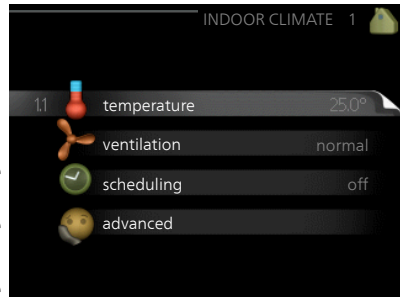 INDOOR CLIMATE 1
1.1 temperature 25.0°
ventilation normal
scheduling off
advanced